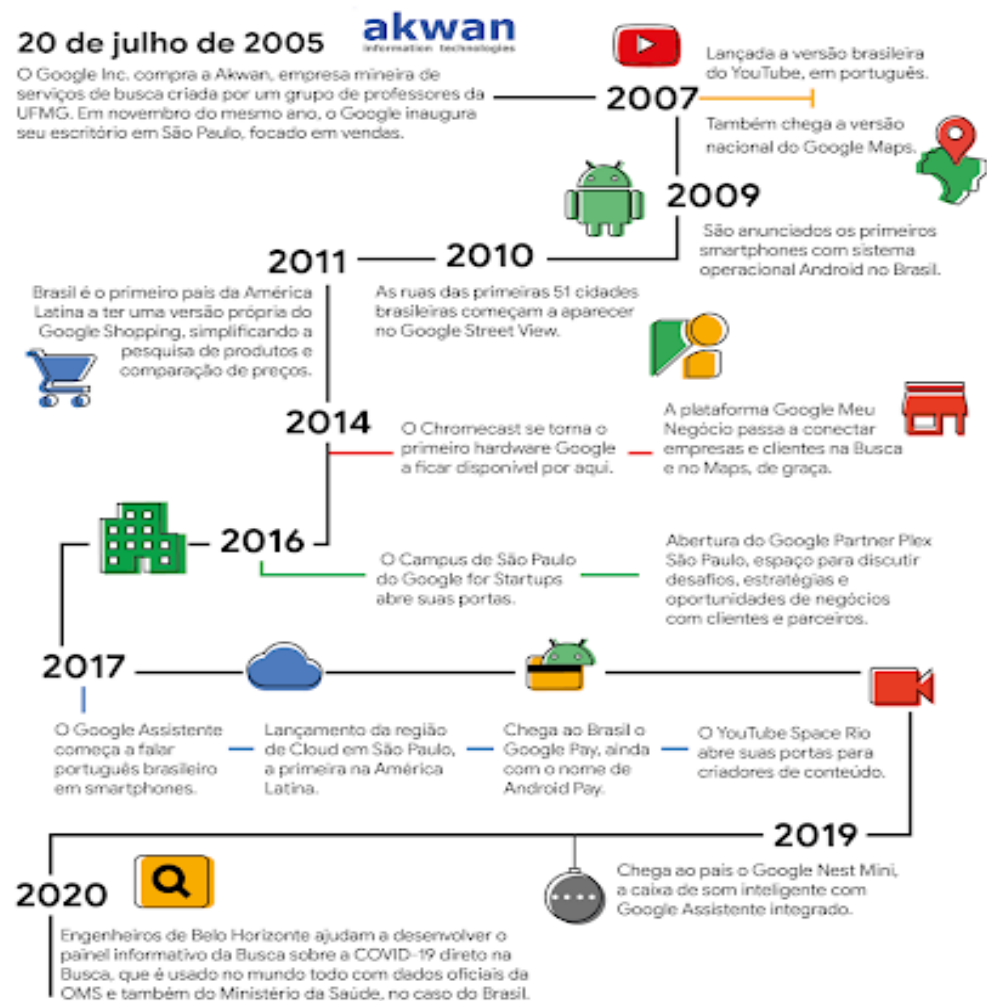 akwan
information technologies
20 de julho de 2005
O Google Inc. compra a Akwan, empresa mineira de
serviços de busca criada por um grupo de professores da
UFMG. Em novembro do mesmo ano, o Google inaugura
seu escritório em São Paulo, focado em vendas.
2007
Lançada a versão brasileira
do YouTube, em português.
Também chega a versão
nacional do Google Maps.
2009
São anunciados os primeiros
smartphones com sistema
operacional Android no Brasil.
2010
As ruas das primeiras 51 cidades
brasileiras começam a aparecer
no Google Street View.
2011
Brasil é o primeiro país da América
Latina a ter uma versão própria do
Google Shopping, simplificando a
pesquisa de produtos e
comparação de preços.
2014
O Chromecast se torna o
primeiro hardware Google
a ficar disponível por aqui.
A plataforma Google Meu
Negócio passa a conectar
empresas e clientes na Busca
e no Maps, de graça.
2016
O Campus de São Paulo
do Google for Startups
abre suas portas.
Abertura do Google Partner Plex
São Paulo, espaço para discutir
desafios, estratégias e
oportunidades de negócios
com clientes e parceiros.
2017
O Google Assistente
começa a falar
português brasileiro
em smartphones.
Lançamento da região
de Cloud em São Paulo,
a primeira na América
Latina.
Chega ao Brasil o
Google Pay, ainda
com o nome de
Android Pay.
O YouTube Space Rio
abre suas portas para
criadores de conteúdo.
2019
Chega ao país o Google Nest Mini,
a caixa de som inteligente com
Google Assistente integrado.
2020
Engenheiros de Belo Horizonte ajudam a desenvolver o
painel informativo da Busca sobre a COVID-19 direto na
Busca, que é usado no mundo todo com dados oficiais da
OMS e também do Ministério da Saúde, no caso do Brasil.